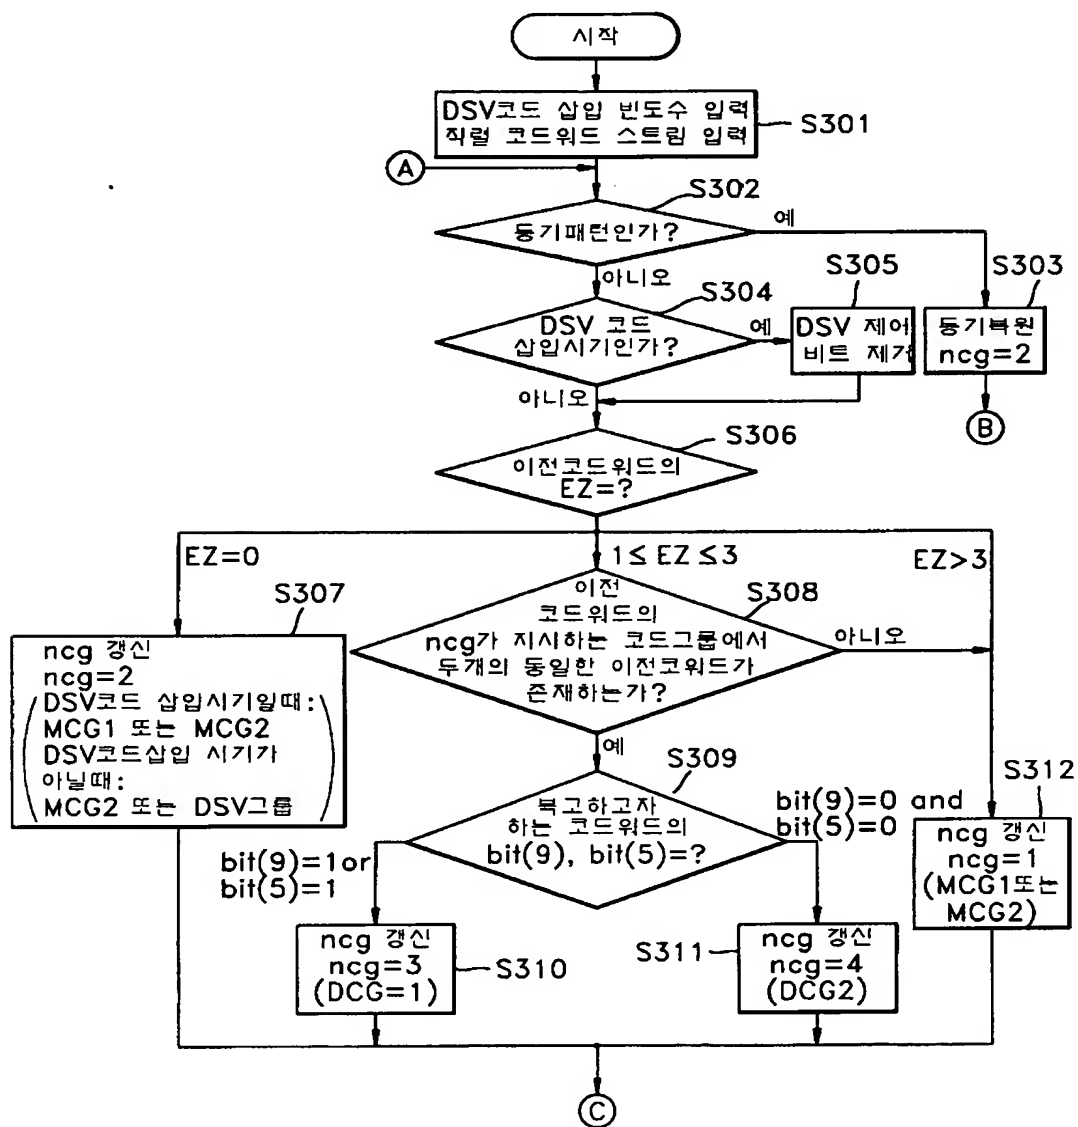 시작
DSV코드 삽입 빈도수 입력
직렬 코드워드 스트림 입력
S301
A
S302
동기패턴인가?
예
아니오
S304
S305
S303
DSV 코드
삽입시기인가?
예
DSV 제어
비트 제거
동기복원
ncg=2
아니오
B
S306
이전코드워드의
EZ=?
EZ=0
1≤EZ≤3
EZ>3
S307
ncg 갱신
ncg=2
DSV코드 삽입시기일때:
MCG1 또는 MCG2
DSV코드삽입 시기가
아닐때:
MCG2 또는 DSV그룹
이전
코드워드의
ncg가 지시하는 코드그룹에서
두개의 동일한 이전코워드가
존재하는가?
S308
아니오
예
S309
복고하고자
하는 코드워드의
bit(9), bit(5)=?
bit(9)=1or
bit(5)=1
bit(9)=0 and
bit(5)=0
S312
ncg 갱신
ncg=1
(MCG1또는
MCG2)
ncg 갱신
ncg=3
(DCG=1)
S310
S311
ncg 갱신
ncg=4
(DCG2)
C